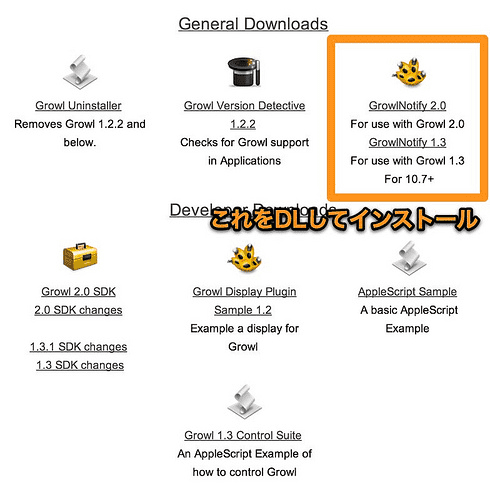 General Downloads
Growl Uninstaller
Removes Growl 1.2.2 and
below.
Growl Version Detective
1.2.2
Checks for Growl support
in Applications
GrowlNotify 2.0
For use with Growl 2.0
GrowlNotify 1.3
For use with Growl 1.3
For 10.7+
Developer Downloads
これをDLしてインストール
Growl 2.0 SDK
2.0 SDK changes
1.3.1 SDK changes
1.3 SDK changes
Growl Display Plugin
Sample 1.2
Example a display for
Growl
AppleScript Sample
A basic AppleScript
Example
Growl 1.3 Control Suite
An AppleScript Example of
how to control Growl